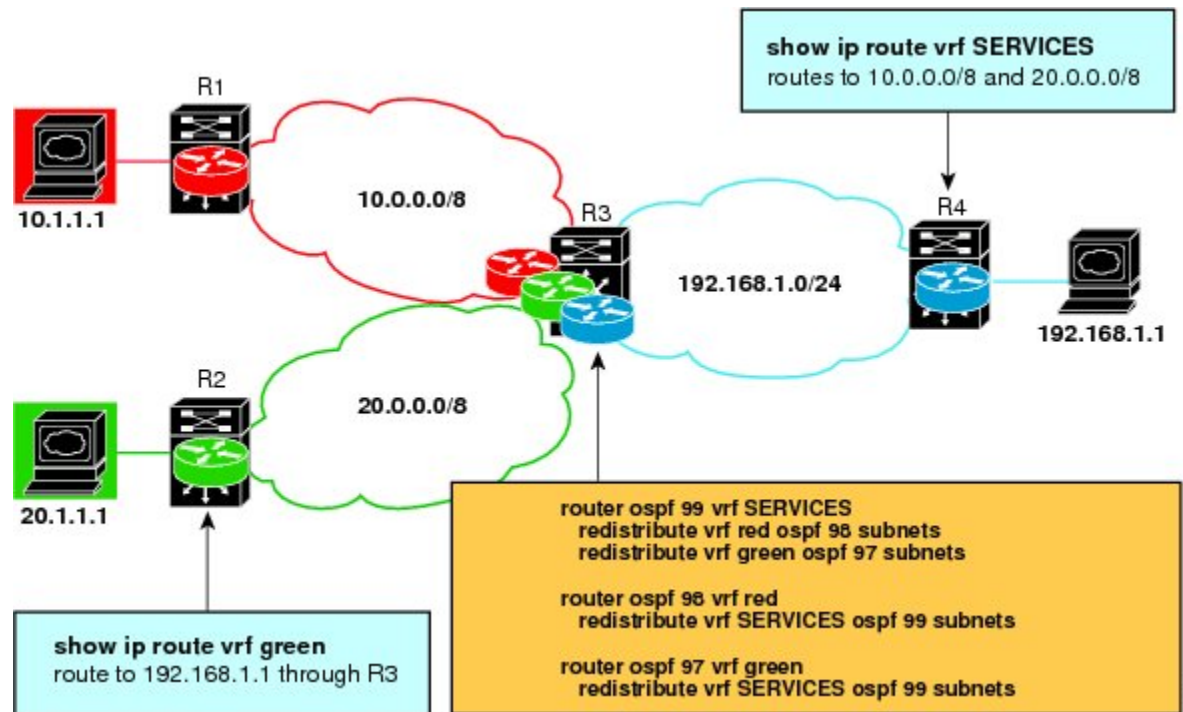 show ip route vrf SERVICES
routes to 10.0.0.0/8 and 20.0.0.0/8
R1
10.1.1.1
10.0.0.0/8
R3
R4
192.168.1.0/24
192.168.1.1
R2
20.0.0.0/8
20.1.1.1
show ip route vrf green
route to 192.168.1.1 through R3
router ospf 99 vrf SERVICES
redistribute vrf red ospf 98 subnets
redistribute vrf green ospf 97 subnets
router ospf 98 vrf red
redistribute vrf SERVICES ospf 99 subnets
router ospf 97 vrf green
redistribute vrf SERVICES ospf 99 subnets